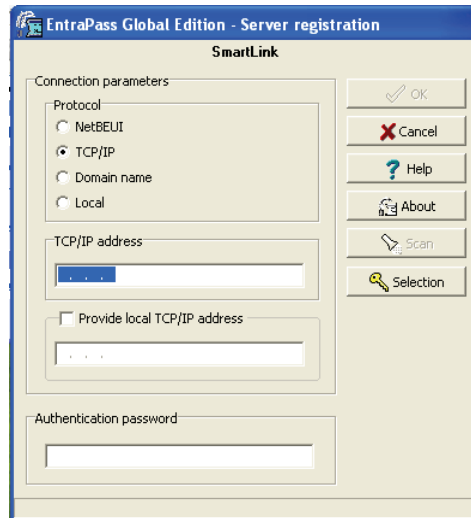 EntraPass Global Edition - Server registration
SmartLink
Connection parameters
Protocol
NetBEUI
TCP/IP
Domain name
Local
TCP/IP address
. . .
Provide local TCP/IP address
. . .
Authentication password
OK
Cancel
Help
About
Scan
Selection